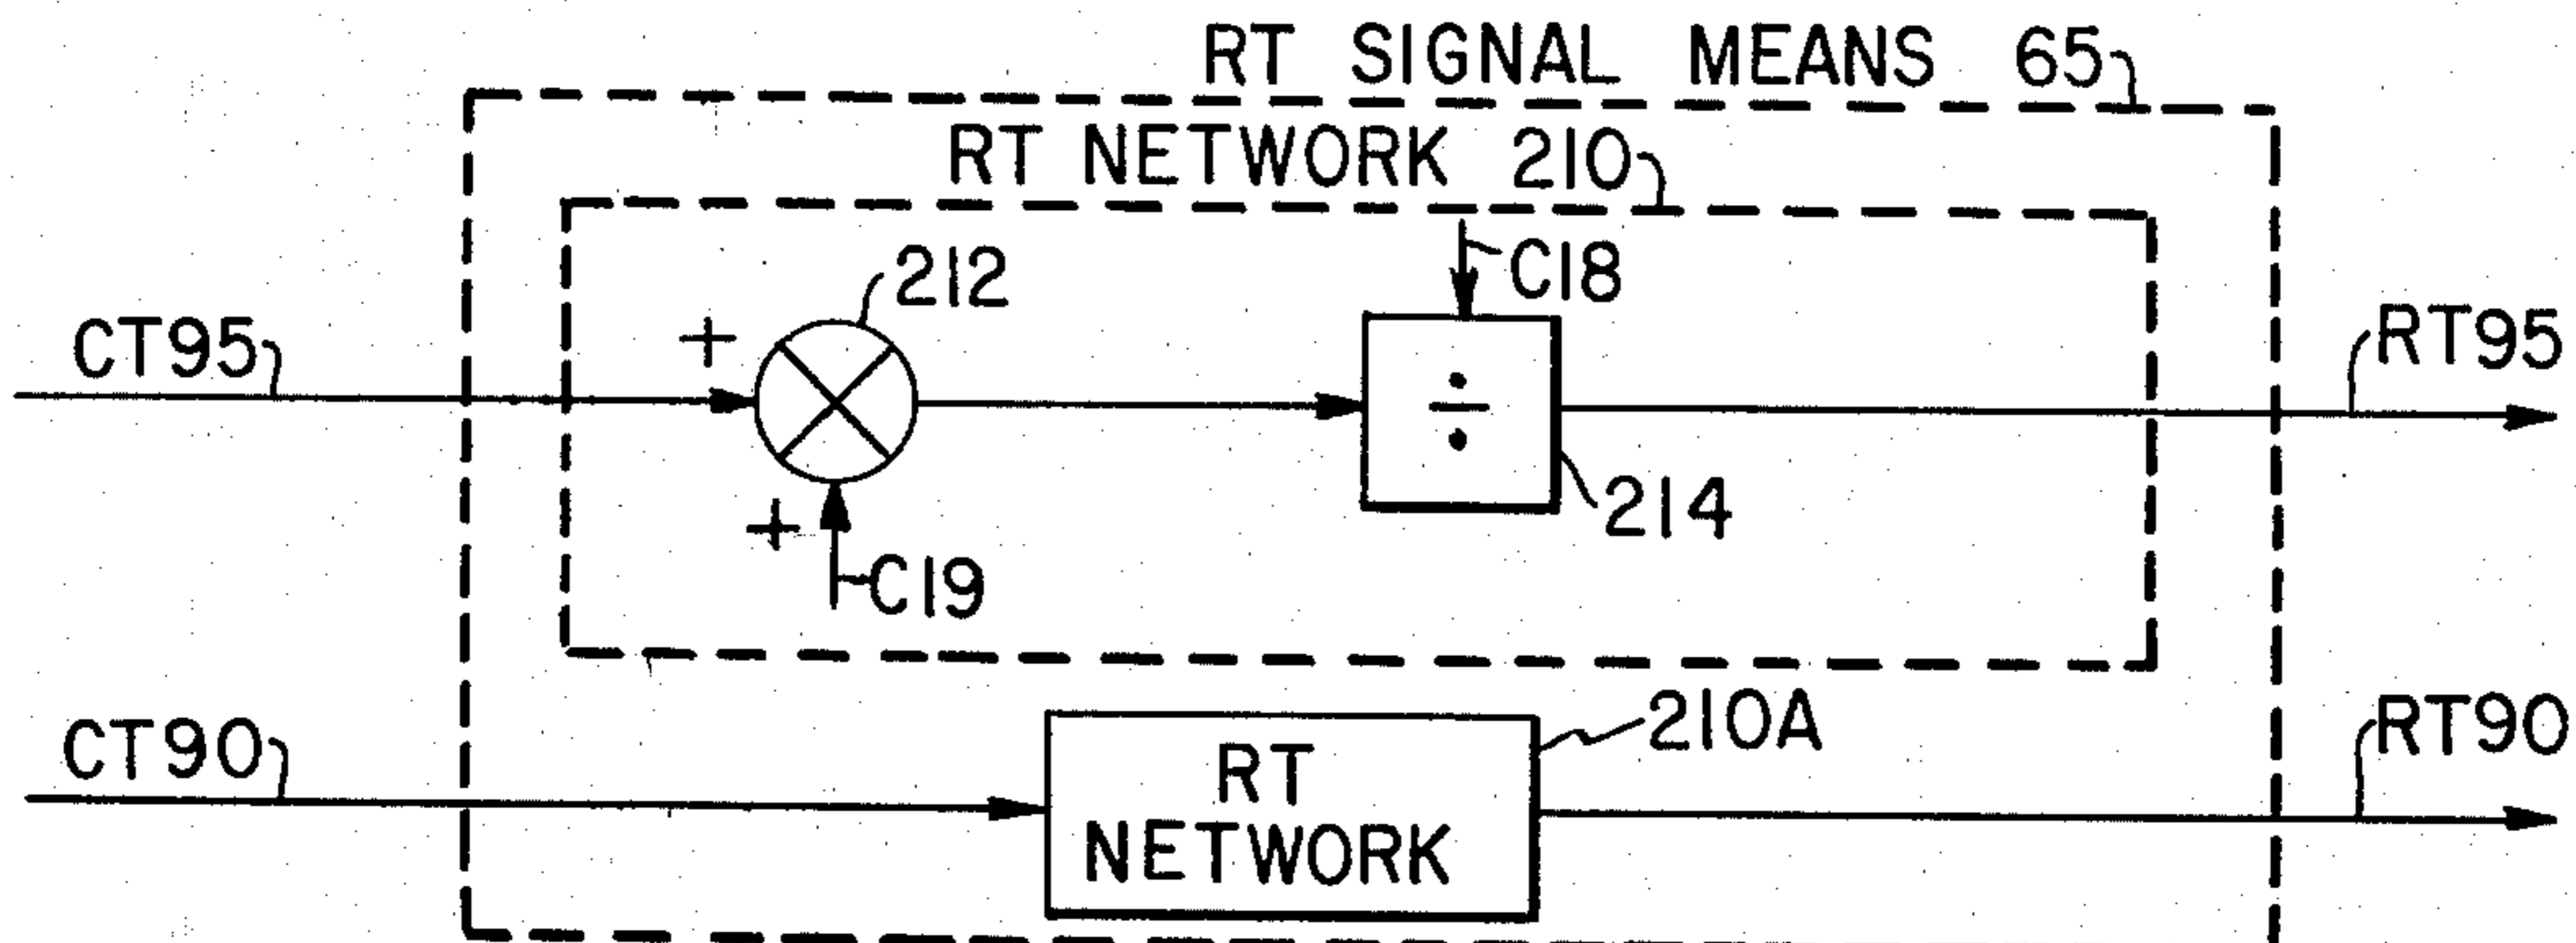 RT SIGNAL MEANS 65
RT NETWORK 210
C18
212
CT95
+
÷
RT95
+
C19
214
CT90
210A
RT90
RT
NETWORK